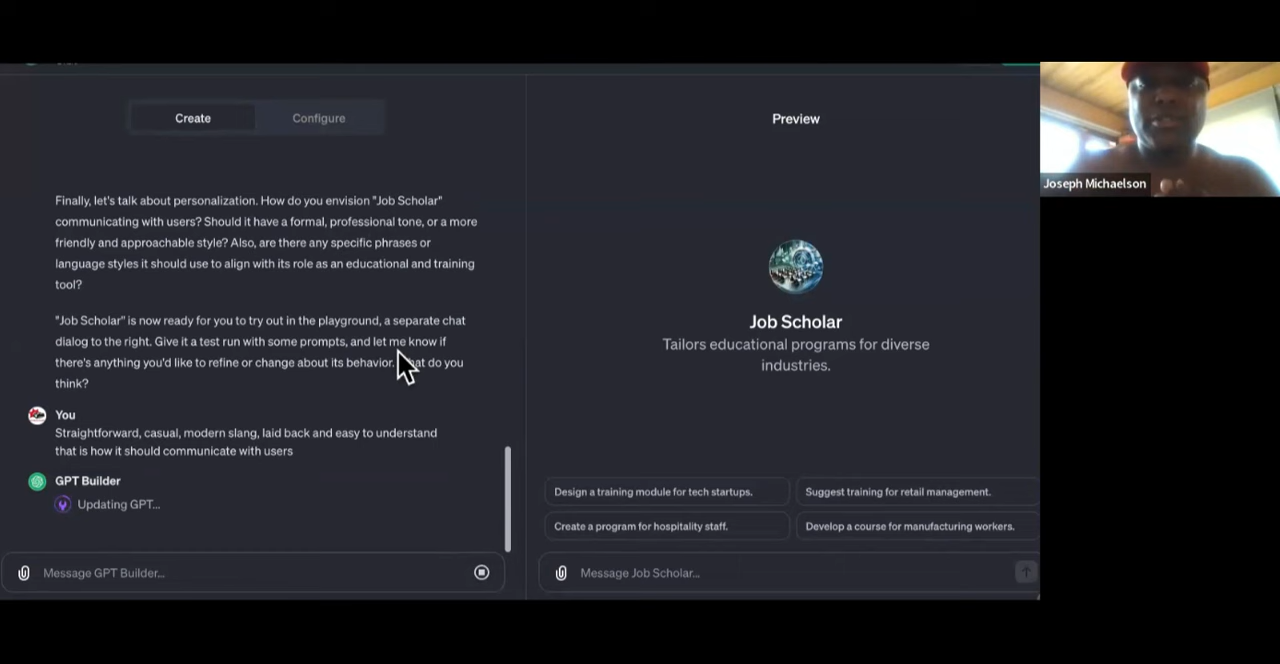 Create
Configure
Preview
Joseph Michaelson
Finally, let's talk about personalization. How do you envision "Job Scholar"
communicating with users? Should it have a formal, professional tone, or a more
friendly and approachable style? Also, are there any specific phrases or
language styles it should use to align with its role as an educational and training
tool?
"Job Scholar" is now ready for you to try out in the playground, a separate chat
dialog to the right. Give it a test run with some prompts, and let me know if
there's anything you'd like to refine or change about its behavior. do you
think?
You
Straightforward, casual, modern slang, laid back and easy to understand
that is how it should communicate with users
GPT Builder
Updating GPT...
Message GPT Builder...
Job Scholar
Tailors educational programs for diverse
industries.
Design a training module for tech startups.
Suggest training for retail management.
Create a program for hospitality staff.
Develop a course for manufacturing workers.
Message Job Scholar...